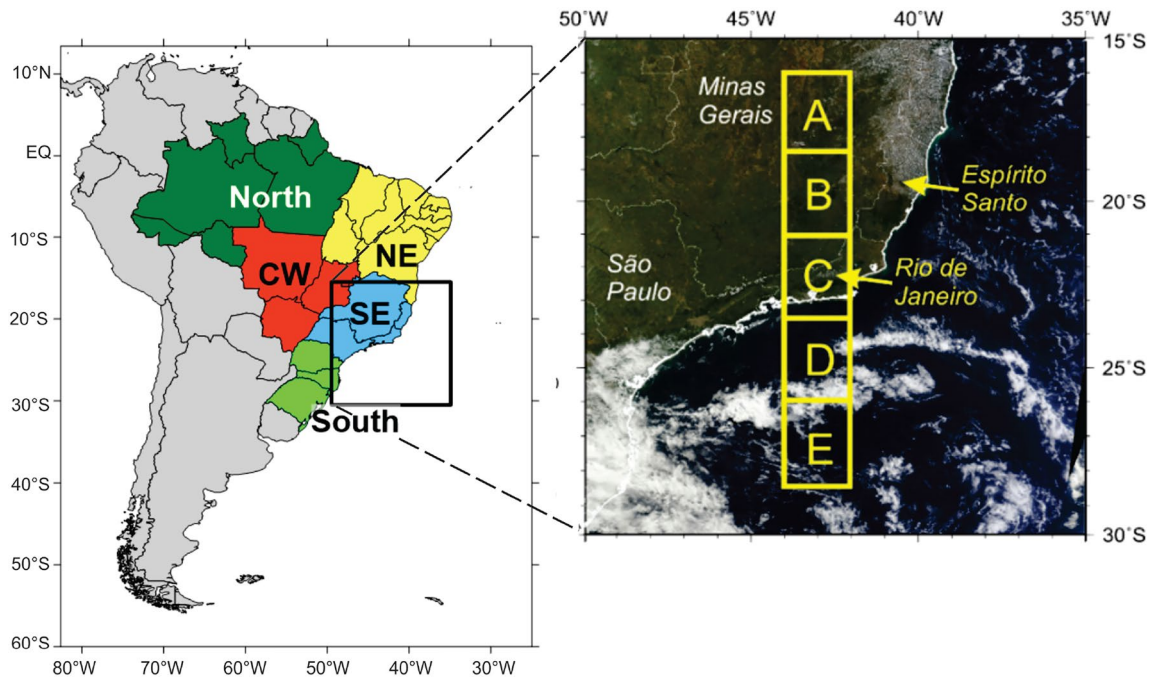 10°N
EQ
10°S
20°S
30°S
40°S
50°S
60°S
80°W 70°W 60°W 50°W 40°W 30°W
North
NE
CW
SE
South
50°W 45°W 40°W 35°W
15°S
20°S
25°S
30°S
Minas
Gerais
A
B
Espírito
Santo
São
Paulo
C
Rio de
Janeiro
D
E